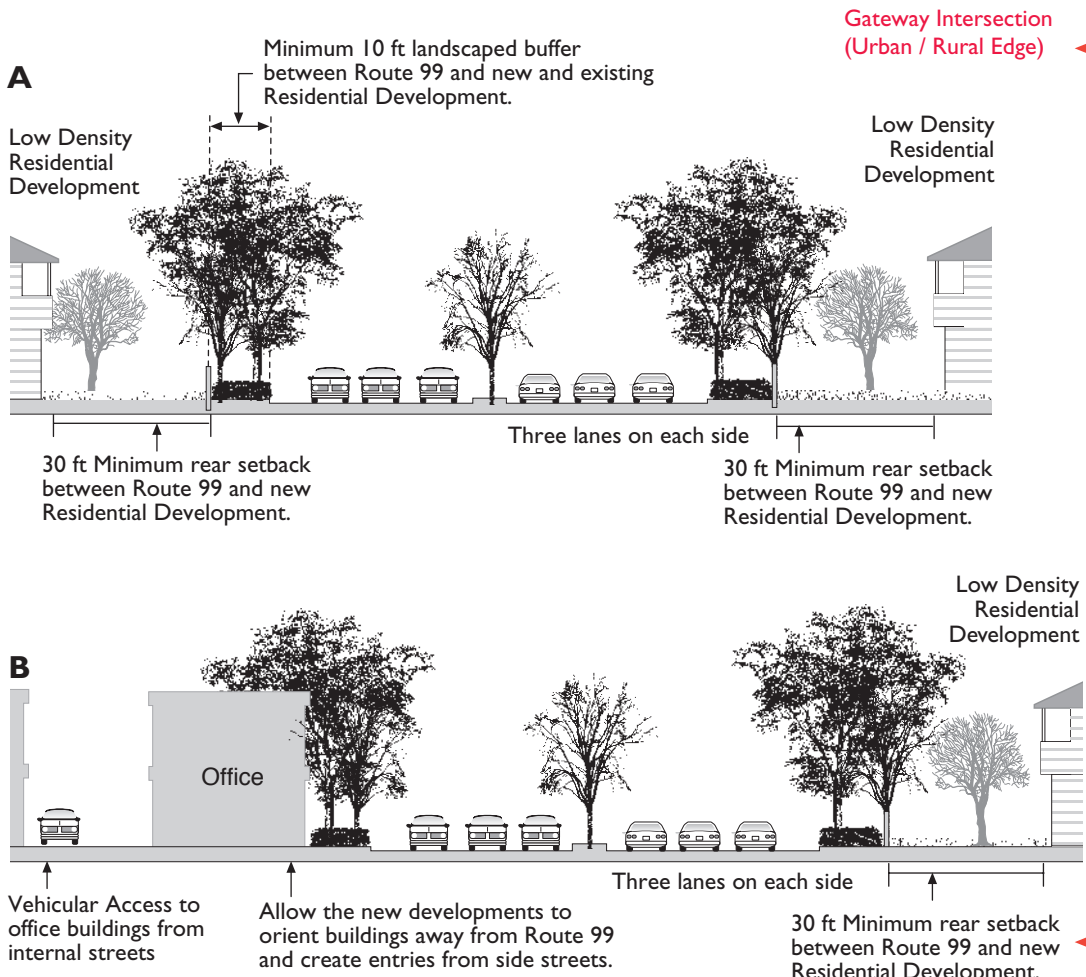 Gateway Intersection
(Urban / Rural Edge)
A
Minimum 10 ft landscaped buffer
between Route 99 and new and existing
Residential Development.
Low Density
Residential
Development
Low Density
Residential
Development
Three lanes on each side
30 ft Minimum rear setback
between Route 99 and new
Residential Development.
30 ft Minimum rear setback
between Route 99 and new
Residential Development.
B
Low Density
Residential
Development
Office
Three lanes on each side
Vehicular Access to
office buildings from
internal streets
Allow the new developments to
orient buildings away from Route 99
and create entries from side streets.
30 ft Minimum rear setback
between Route 99 and new
Residential Development.